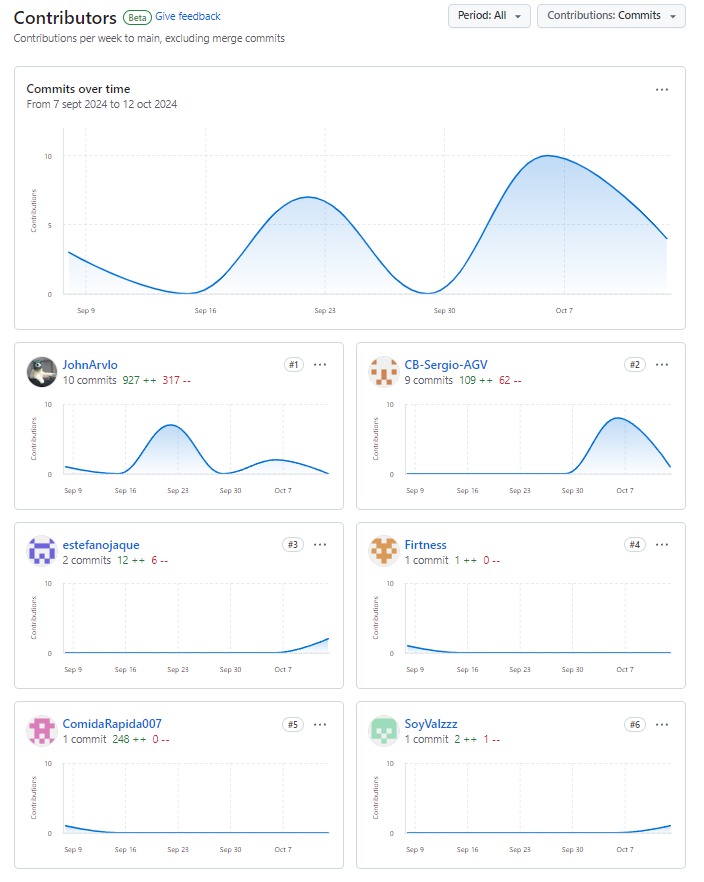 Contributors Beta Give feedback
Period: All
Contributions: Commits
Contributions per week to main, excluding merge commits
Commits over time
From 7 sept 2024 to 12 oct 2024
Contributions
10
5
0
Sep 9 Sep 16 Sep 23 Sep 30 Oct 7
JohnArvlo #1
10 commits 927 ++ 317 --
Contributions
10
0
Sep 9 Sep 16 Sep 23 Sep 30 Oct 7
CB-Sergio-AGV #2
9 commits 109 ++ 62 --
Contributions
10
0
Sep 9 Sep 16 Sep 23 Sep 30 Oct 7
estefanojaque #3
2 commits 12 ++ 6 --
Contributions
10
0
Sep 9 Sep 16 Sep 23 Sep 30 Oct 7
Firtness #4
1 commit 1 ++ 0 --
Contributions
10
0
Sep 9 Sep 16 Sep 23 Sep 30 Oct 7
ComidaRapida007 #5
1 commit 248 ++ 0 --
Contributions
10
0
Sep 9 Sep 16 Sep 23 Sep 30 Oct 7
SoyValzzz #6
1 commit 2 ++ 1 --
Contributions
10
0
Sep 9 Sep 16 Sep 23 Sep 30 Oct 7